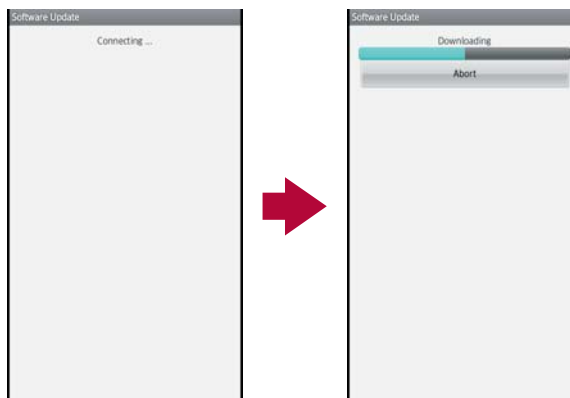 Software Update
Connecting ...
Software Update
Downloading
Abort